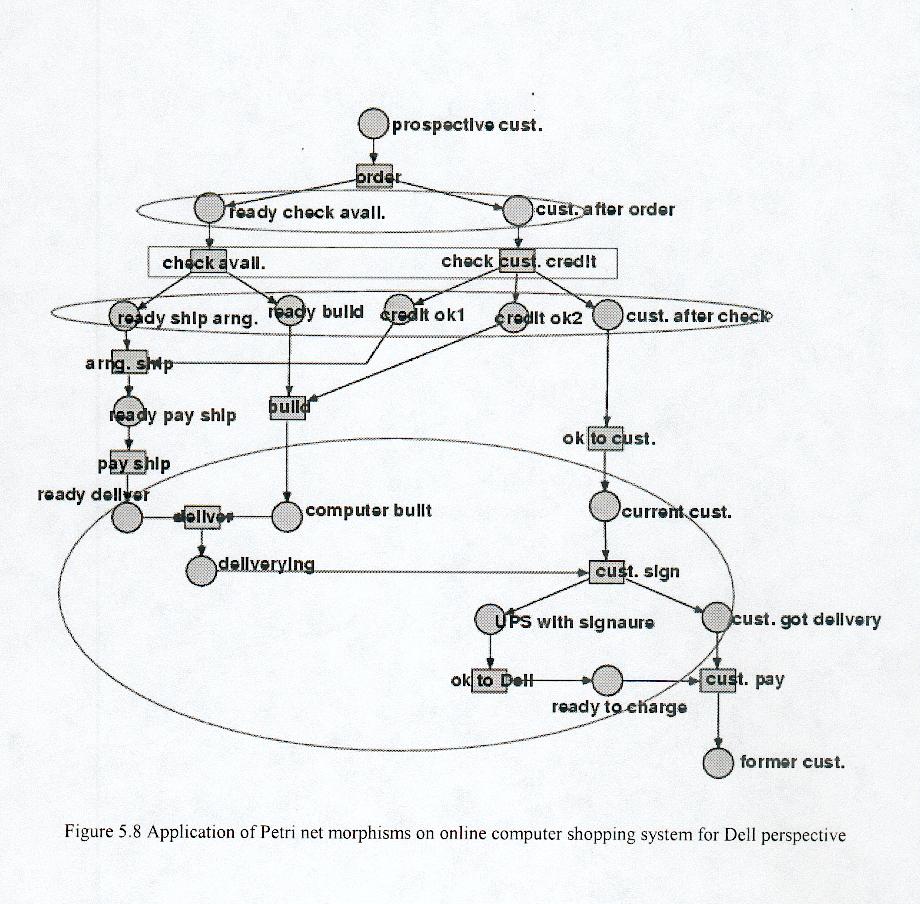 prospective cust.
order
ready check avail.
cust. after order
check avail.
check cust. credit
ready ship arng.
ready build
credit ok1
credit ok2
cust. after check
arng. ship
build
ready pay ship
ok to cust.
pay ship
ready deliver
deliver
computer built
current cust.
deliverying
cust. sign
UPS with signaure
cust. got delivery
ok to Dell
cust. pay
ready to charge
former cust.
Figure 5.8 Application of Petri net morphisms on online computer shopping system for Dell perspective